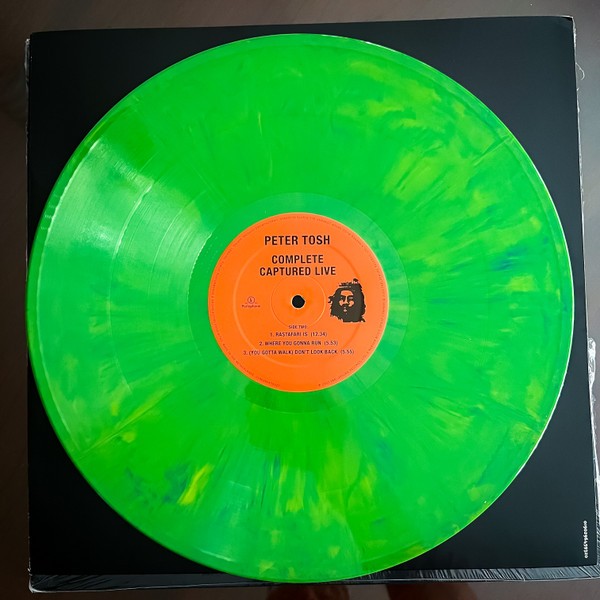 PETER TOSH
COMPLETE
CAPTURED LIVE
Parlophone
SIDE TWO
1. RASTAFARI IS (12.34)
2. WHERE YOU GONNA RUN (5.53)
3. (YOU GOTTA WALK) DON'T LOOK BACK (5.55)